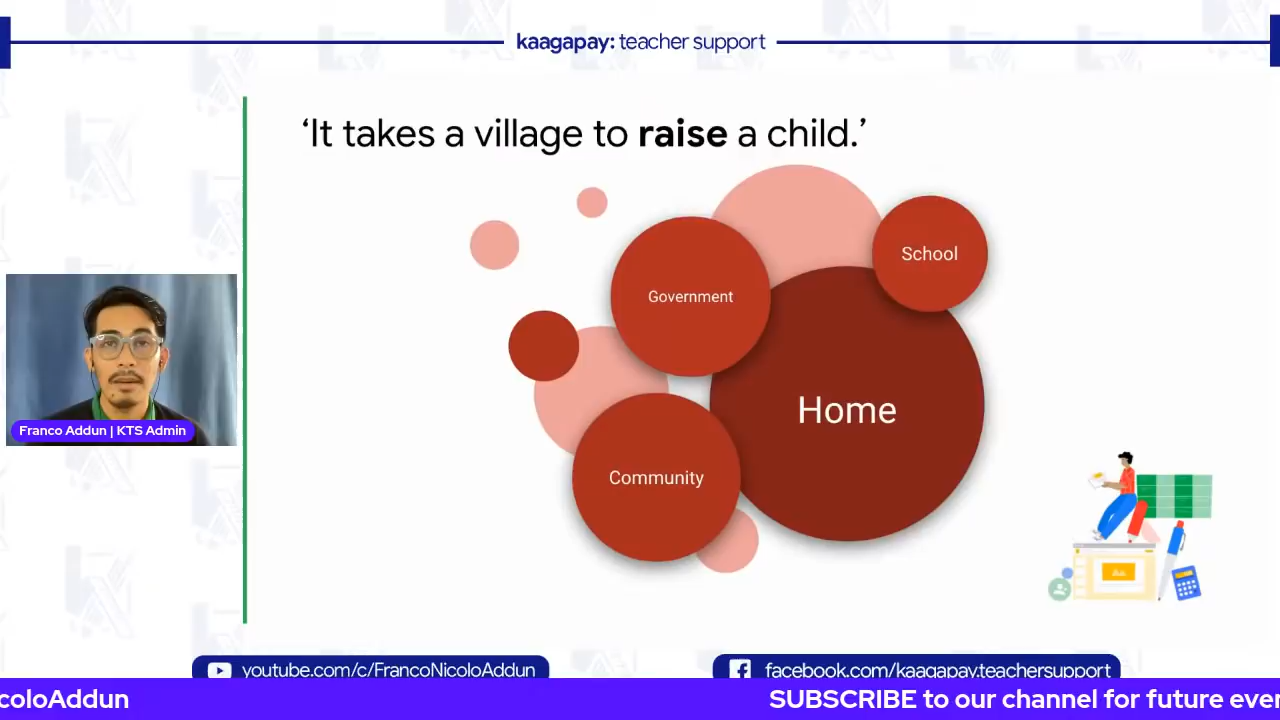 kaagapay: teacher support
‘It takes a village to raise a child.’
School
Government
Home
Community
Franco Addun | KTS Admin
Aa
youtube.com/c/FrancoNicoloAddun
facebook.com/kaagapay.teachersupport
coloAddun
SUBSCRIBE to our channel for future ever